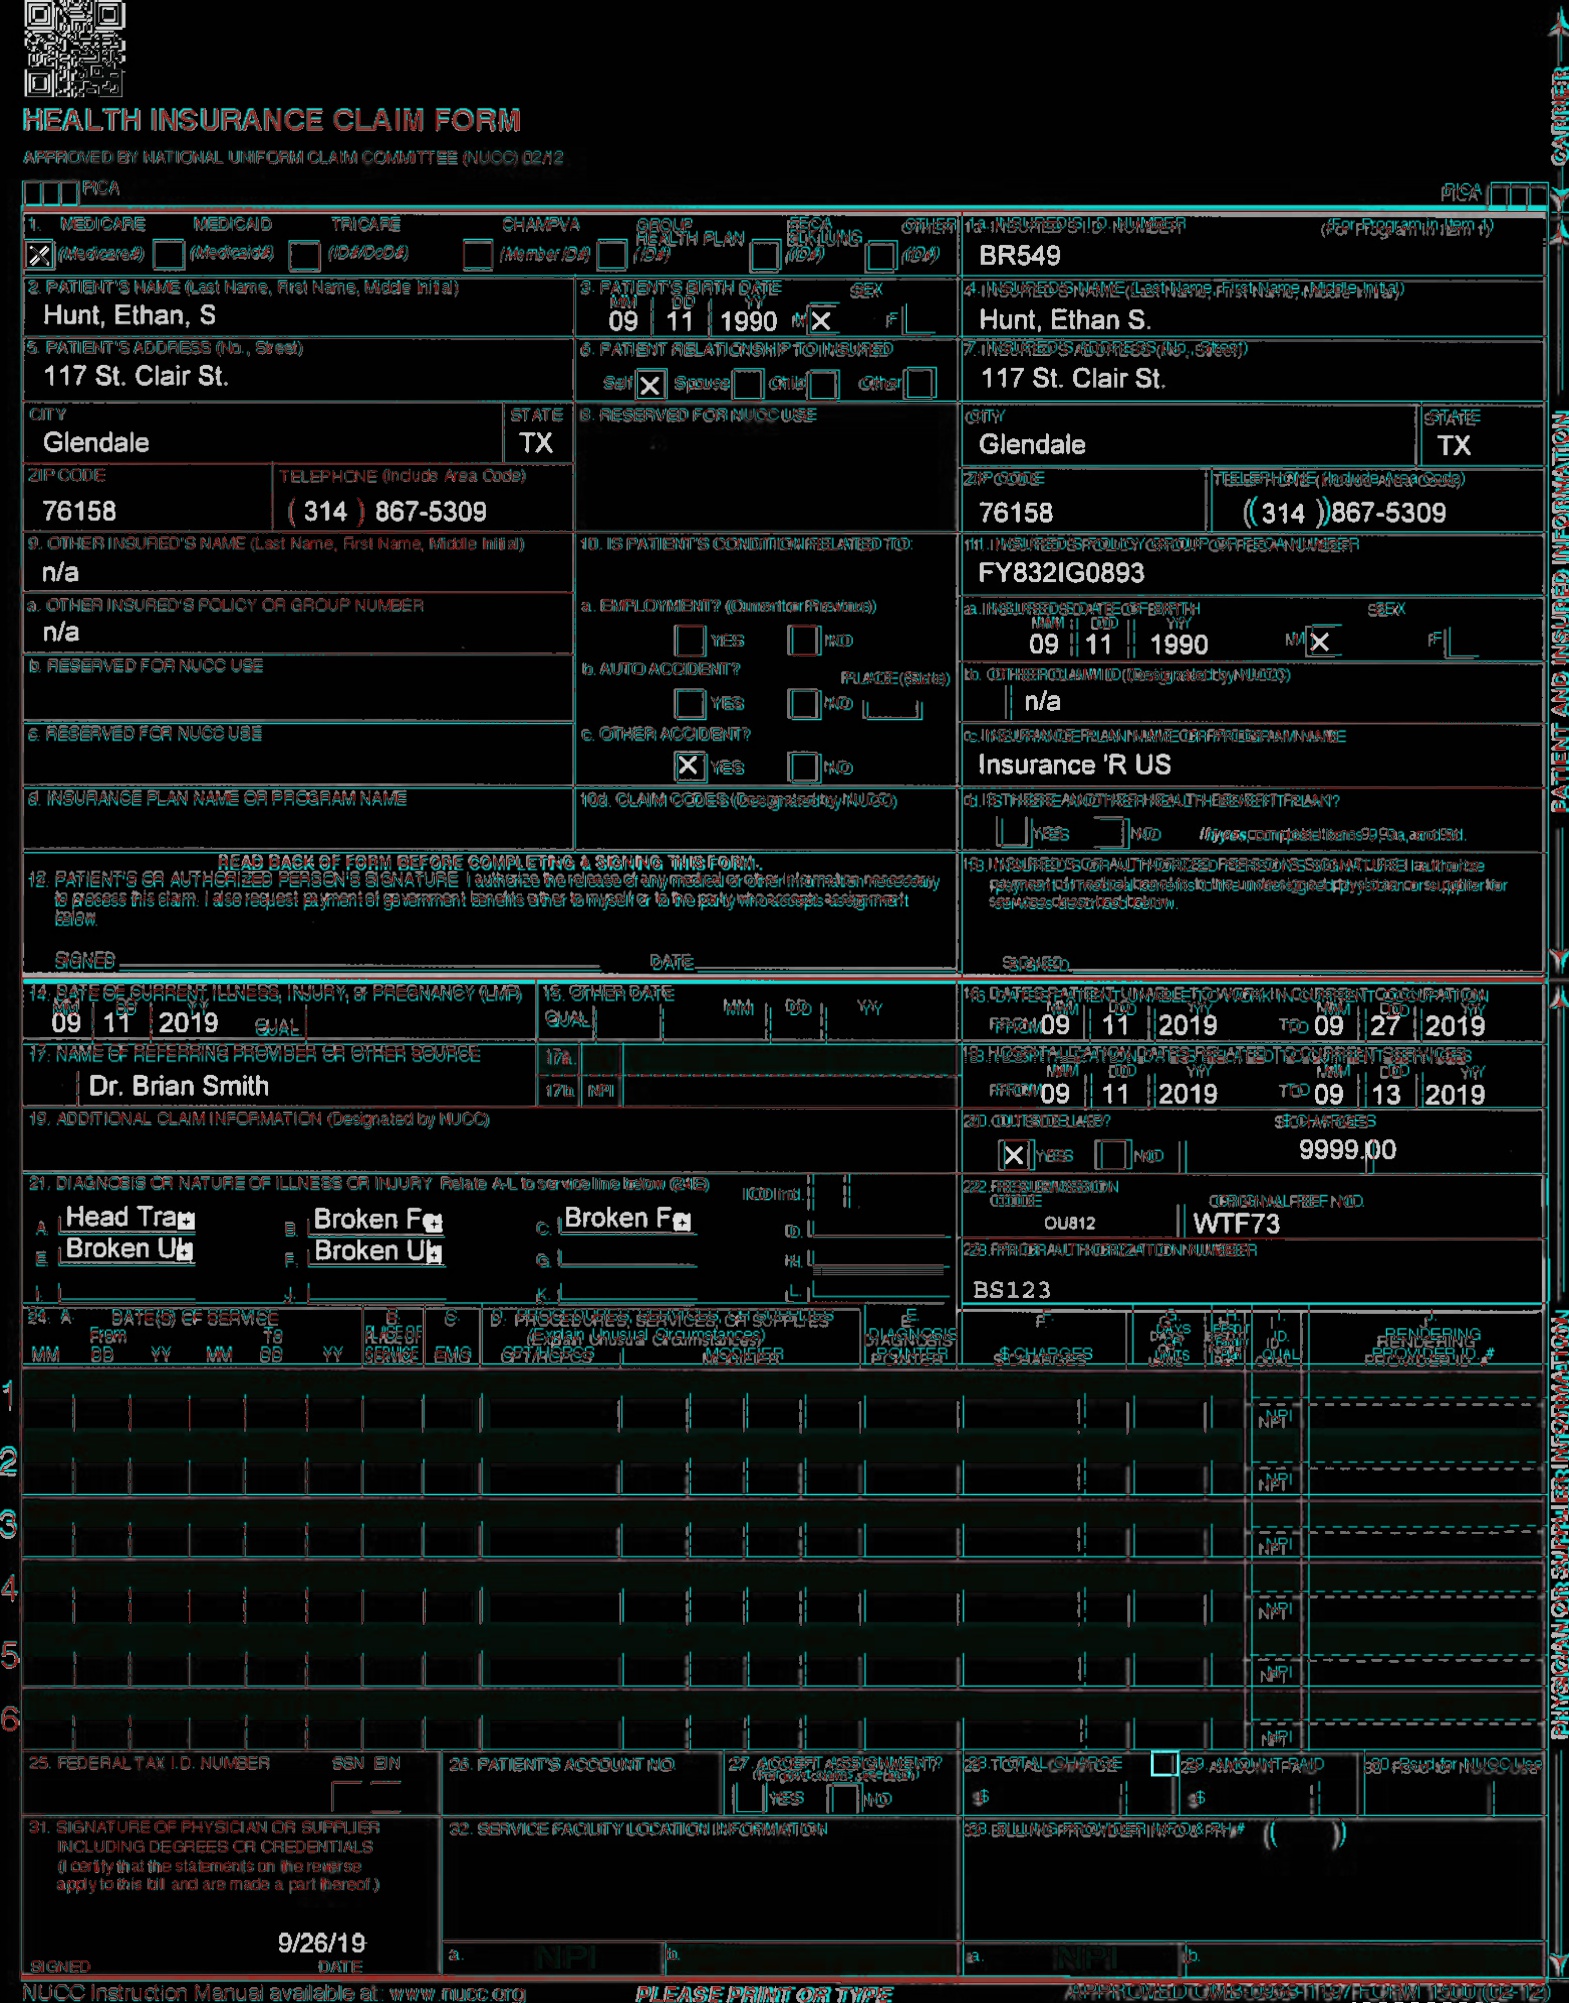 HEALTH INSURANCE CLAIM FORM
APPROVED BY NATIONAL UNIFORM CLAIM COMMITTEE (NUCC) 02/12
PICA
PICA
CARRIER
1. MEDICARE MEDICAID TRICARE CHAMPVA GROUP HEALTH PLAN FECA BLK LUNG OTHER
(Medicare#) (Medicaid#) (ID#/DoD#) (Member ID#) (ID#) (ID#) (ID#)
1a. INSURED'S I.D. NUMBER (For Program in Item 1)
BR549
2. PATIENT'S NAME (Last Name, First Name, Middle Initial)
Hunt, Ethan, S
3. PATIENT'S BIRTH DATE SEX
MM DD YY
09 11 1990 M X F
4. INSURED'S NAME (Last Name, First Name, Middle Initial)
Hunt, Ethan S.
5. PATIENT'S ADDRESS (No., Street)
117 St. Clair St.
6. PATIENT RELATIONSHIP TO INSURED
Self X Spouse Child Other
7. INSURED'S ADDRESS (No., Street)
117 St. Clair St.
CITY STATE
Glendale TX
8. RESERVED FOR NUCC USE
CITY STATE
Glendale TX
ZIP CODE TELEPHONE (Include Area Code)
76158 ( 314 ) 867-5309
ZIP CODE TELEPHONE (Include Area Code)
76158 ( 314 ) 867-5309
9. OTHER INSURED'S NAME (Last Name, First Name, Middle Initial)
n/a
10. IS PATIENT'S CONDITION RELATED TO:
11. INSURED'S POLICY GROUP OR FECA NUMBER
FY832IG0893
a. OTHER INSURED'S POLICY OR GROUP NUMBER
n/a
a. EMPLOYMENT? (Current or Previous)
YES NO
a. INSURED'S DATE OF BIRTH SEX
MM DD YY
09 11 1990 M X F
b. RESERVED FOR NUCC USE
b. AUTO ACCIDENT? PLACE (State)
YES NO
b. OTHER CLAIM ID (Designated by NUCC)
n/a
c. RESERVED FOR NUCC USE
c. OTHER ACCIDENT?
X YES NO
c. INSURANCE PLAN NAME OR PROGRAM NAME
Insurance 'R US
d. INSURANCE PLAN NAME OR PROGRAM NAME
10d. CLAIM CODES (Designated by NUCC)
d. IS THERE ANOTHER HEALTH BENEFIT PLAN?
YES NO If yes, complete items 9, 9a, and 9d.
READ BACK OF FORM BEFORE COMPLETING & SIGNING THIS FORM.
12. PATIENT'S OR AUTHORIZED PERSON'S SIGNATURE I authorize the release of any medical or other information necessary
to process this claim. I also request payment of government benefits either to myself or to the party who accepts assignment
below.
SIGNED DATE
13. INSURED'S OR AUTHORIZED PERSON'S SIGNATURE I authorize
payment of medical benefits to the undersigned physician or supplier for
services described below.
SIGNED
PATIENT AND INSURED INFORMATION
14. DATE OF CURRENT ILLNESS, INJURY, or PREGNANCY (LMP)
MM DD YY
09 11 2019 QUAL.
15. OTHER DATE
QUAL. MM DD YY
16. DATES PATIENT UNABLE TO WORK IN CURRENT OCCUPATION
MM DD YY MM DD YY
FROM 09 11 2019 TO 09 27 2019
17. NAME OF REFERRING PROVIDER OR OTHER SOURCE
Dr. Brian Smith
17a.
17b. NPI
18. HOSPITALIZATION DATES RELATED TO CURRENT SERVICES
MM DD YY MM DD YY
FROM 09 11 2019 TO 09 13 2019
19. ADDITIONAL CLAIM INFORMATION (Designated by NUCC)
20. OUTSIDE LAB? $ CHARGES
X YES NO 9999.00
21. DIAGNOSIS OR NATURE OF ILLNESS OR INJURY Relate A-L to service line below (24E) ICD Ind.
A. Head Tra B. Broken Fe C. Broken Fe D.
E. Broken Ul F. Broken Ul G. H.
I. J. K. L.
22. RESUBMISSION CODE ORIGINAL REF. NO.
OU812 WTF73
23. PRIOR AUTHORIZATION NUMBER
BS123
24. A. DATE(S) OF SERVICE B. C. D. PROCEDURES, SERVICES, OR SUPPLIES E. F. G. H. I. J.
From To PLACE OF (Explain Unusual Circumstances) DIAGNOSIS DAYS ID. RENDERING
MM DD YY MM DD YY SERVICE EMG CPT/HCPCS MODIFIER POINTER $ CHARGES UNITS QUAL. PROVIDER ID. #
1 NPI
2 NPI
3 NPI
4 NPI
5 NPI
6 NPI
25. FEDERAL TAX I.D. NUMBER SSN EIN
26. PATIENT'S ACCOUNT NO.
27. ACCEPT ASSIGNMENT?
YES NO
28. TOTAL CHARGE
$
29. AMOUNT PAID
$
30. Rsvd for NUCC Use
31. SIGNATURE OF PHYSICIAN OR SUPPLIER
INCLUDING DEGREES OR CREDENTIALS
(I certify that the statements on the reverse
apply to this bill and are made a part thereof.)
9/26/19
SIGNED DATE
32. SERVICE FACILITY LOCATION INFORMATION
a. NPI b.
33. BILLING PROVIDER INFO & PH # ( )
a. NPI b.
PHYSICIAN OR SUPPLIER INFORMATION
NUCC Instruction Manual available at: www.nucc.org
PLEASE PRINT OR TYPE
APPROVED OMB-0938-1197 FORM 1500 (02-12)